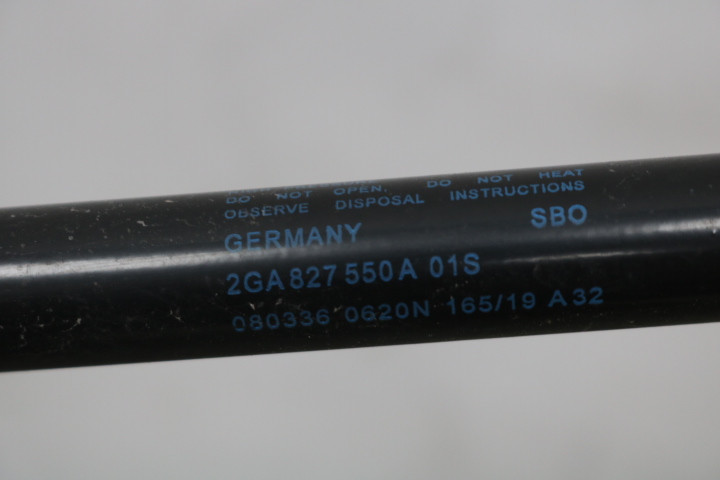 DO NOT OPEN. DO NOT HEAT
OBSERVE DISPOSAL INSTRUCTIONS
GERMANY SBO
2GA 827 550 A 01S
080336 0620N 165/19 A 32